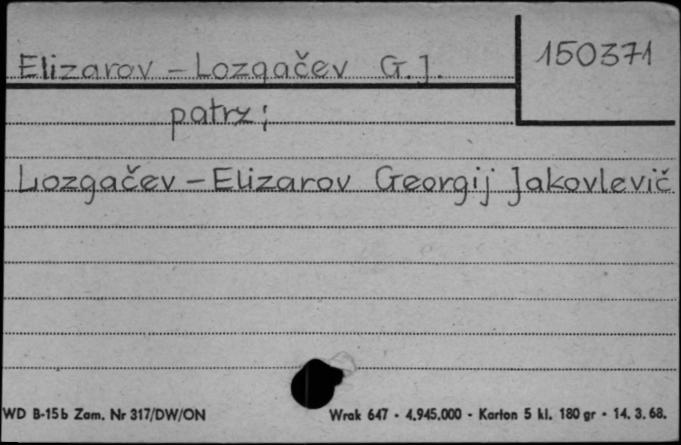 Elizarov - Lozgačev G.J.
150371
patrz:
Lozgačev - Elizarov Georgij Jakovlevič
WD B-15b Zam. Nr 317/DW/ON
Wrak 647 - 4.945.000 - Karton 5 kl. 180 gr - 14. 3. 68.